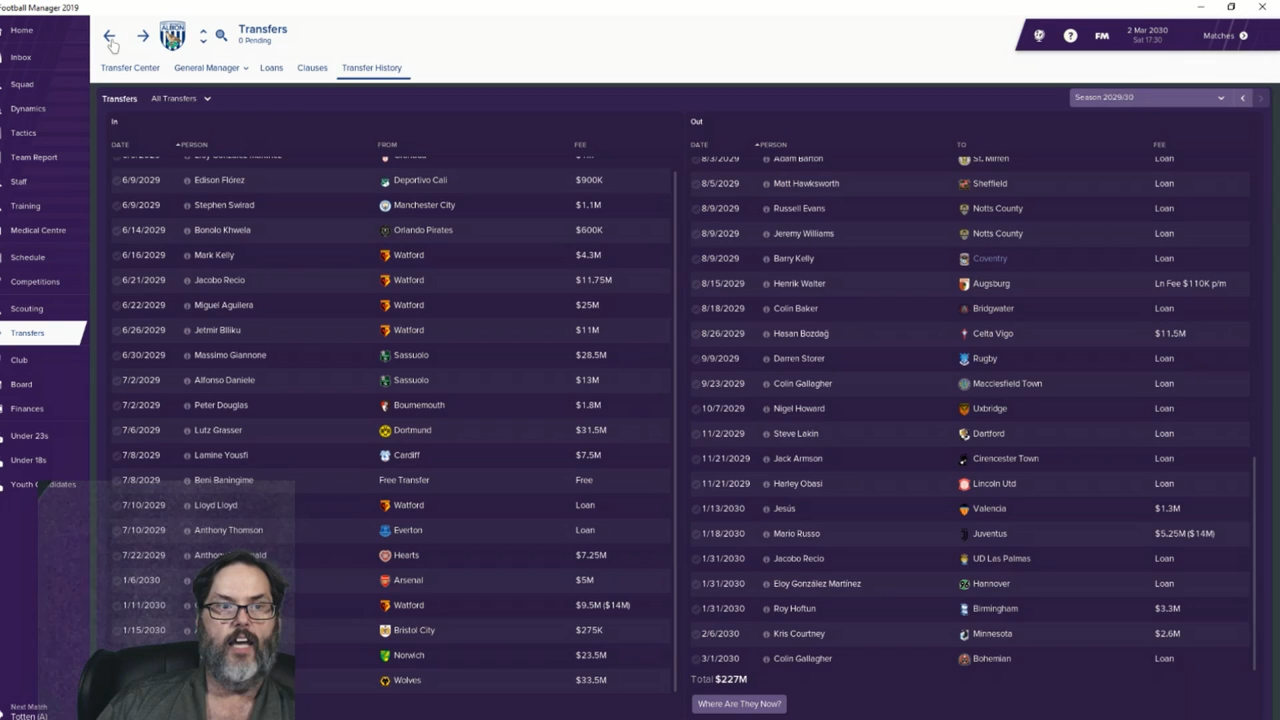 Football Manager 2019
Home
Inbox
Squad
Dynamics
Tactics
Team Report
Staff
Training
Medical Centre
Schedule
Competitions
Scouting
Transfers
Club
Board
Finances
Under 23s
Under 18s
Youth Candidates
Next Match
Totten (A)
ALBION
Transfers
0 Pending
FM
2 Mar 2030
Sat 17:30
Matches
Transfer Center General Manager Loans Clauses Transfer History
Transfers All Transfers Season 2029/30
In
DATE PERSON FROM FEE
6/9/2029 Edison Flórez Deportivo Cali $900K
6/9/2029 Stephen Swirad Manchester City $1.1M
6/14/2029 Bonolo Khwela Orlando Pirates $600K
6/16/2029 Mark Kelly Watford $4.3M
6/21/2029 Jacobo Recio Watford $11.75M
6/22/2029 Miguel Aguilera Watford $25M
6/26/2029 Jetmir Blliku Watford $11M
6/30/2029 Massimo Giannone Sassuolo $28.5M
7/2/2029 Alfonso Daniele Sassuolo $13M
7/2/2029 Peter Douglas Bournemouth $1.8M
7/6/2029 Lutz Grasser Dortmund $31.5M
7/8/2029 Lamine Yousfi Cardiff $7.5M
7/8/2029 Beni Baningime Free Transfer Free
7/10/2029 Lloyd Lloyd Watford Loan
7/10/2029 Anthony Thomson Everton Loan
7/22/2029 Hearts $7.25M
1/6/2030 Arsenal $5M
1/11/2030 Watford $9.5M ($14M)
1/15/2030 Bristol City $275K
Norwich $23.5M
Wolves $33.5M
Out
DATE PERSON TO FEE
8/3/2029 Adam Barton St. Mirren Loan
8/5/2029 Matt Hawksworth Sheffield Loan
8/9/2029 Russell Evans Notts County Loan
8/9/2029 Jeremy Williams Notts County Loan
8/9/2029 Barry Kelly Coventry Loan
8/15/2029 Henrik Walter Augsburg Ln Fee $110K p/m
8/18/2029 Colin Baker Bridgwater Loan
8/26/2029 Hasan Bozdağ Celta Vigo $11.5M
9/9/2029 Darren Storer Rugby Loan
9/23/2029 Colin Gallagher Macclesfield Town Loan
10/7/2029 Nigel Howard Uxbridge Loan
11/2/2029 Steve Lakin Dartford Loan
11/21/2029 Jack Armson Cirencester Town Loan
11/21/2029 Harley Obasi Lincoln Utd Loan
1/13/2030 Jesús Valencia $1.3M
1/18/2030 Mario Russo Juventus $5.25M ($14M)
1/31/2030 Jacobo Recio UD Las Palmas Loan
1/31/2030 Eloy González Martínez Hannover Loan
1/31/2030 Roy Hoftun Birmingham $3.3M
2/6/2030 Kris Courtney Minnesota $2.6M
3/1/2030 Colin Gallagher Bohemian Loan
Total $227M
Where Are They Now?